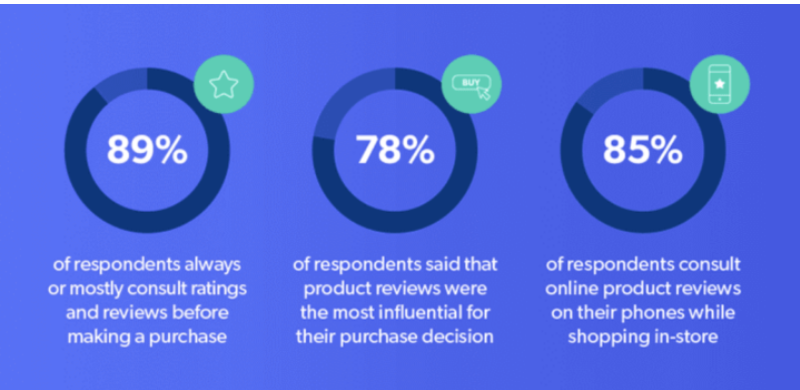 89%
of respondents always
or mostly consult ratings
and reviews before
making a purchase
BUY
78%
of respondents said that
product reviews were
the most influential for
their purchase decision
85%
of respondents consult
online product reviews
on their phones while
shopping in-store